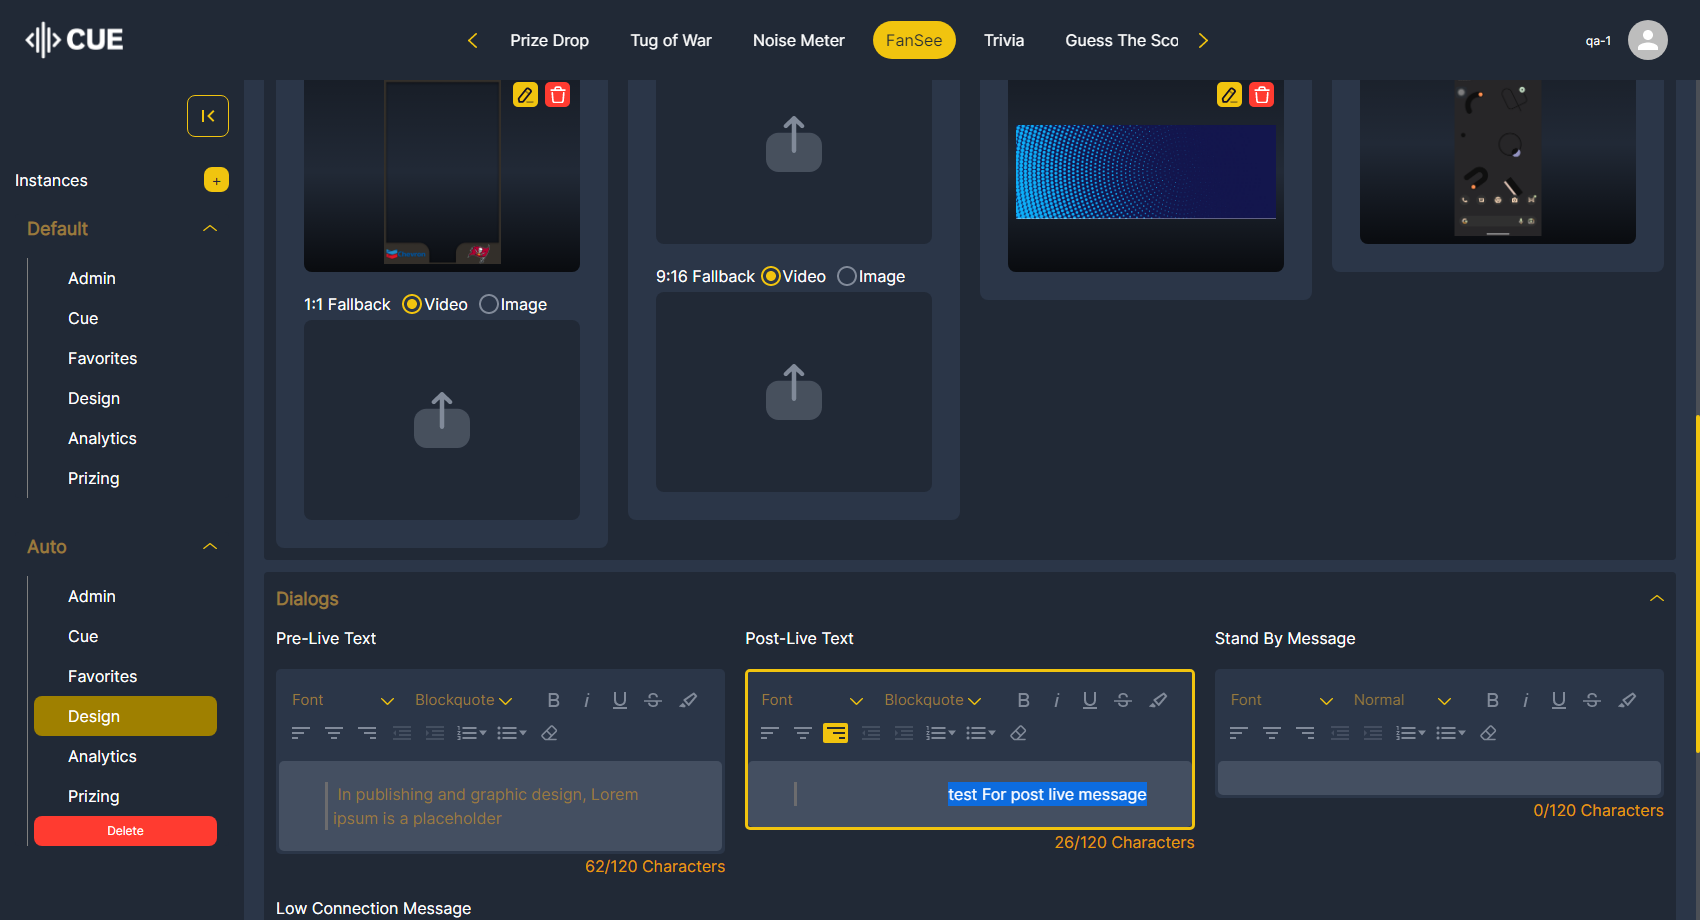 CUE
Prize Drop
Tug of War
Noise Meter
FanSee
Trivia
Guess The Sco
qa-1
Instances
+
Default
Admin
Cue
Favorites
Design
Analytics
Prizing
Auto
Admin
Cue
Favorites
Design
Analytics
Prizing
Delete
1:1 Fallback Video Image
9:16 Fallback Video Image
Dialogs
Pre-Live Text
Font Blockquote B i U S
In publishing and graphic design, Lorem
ipsum is a placeholder
62/120 Characters
Post-Live Text
Font Blockquote B i U S
test For post live message
26/120 Characters
Stand By Message
Font Normal B i U S
0/120 Characters
Low Connection Message